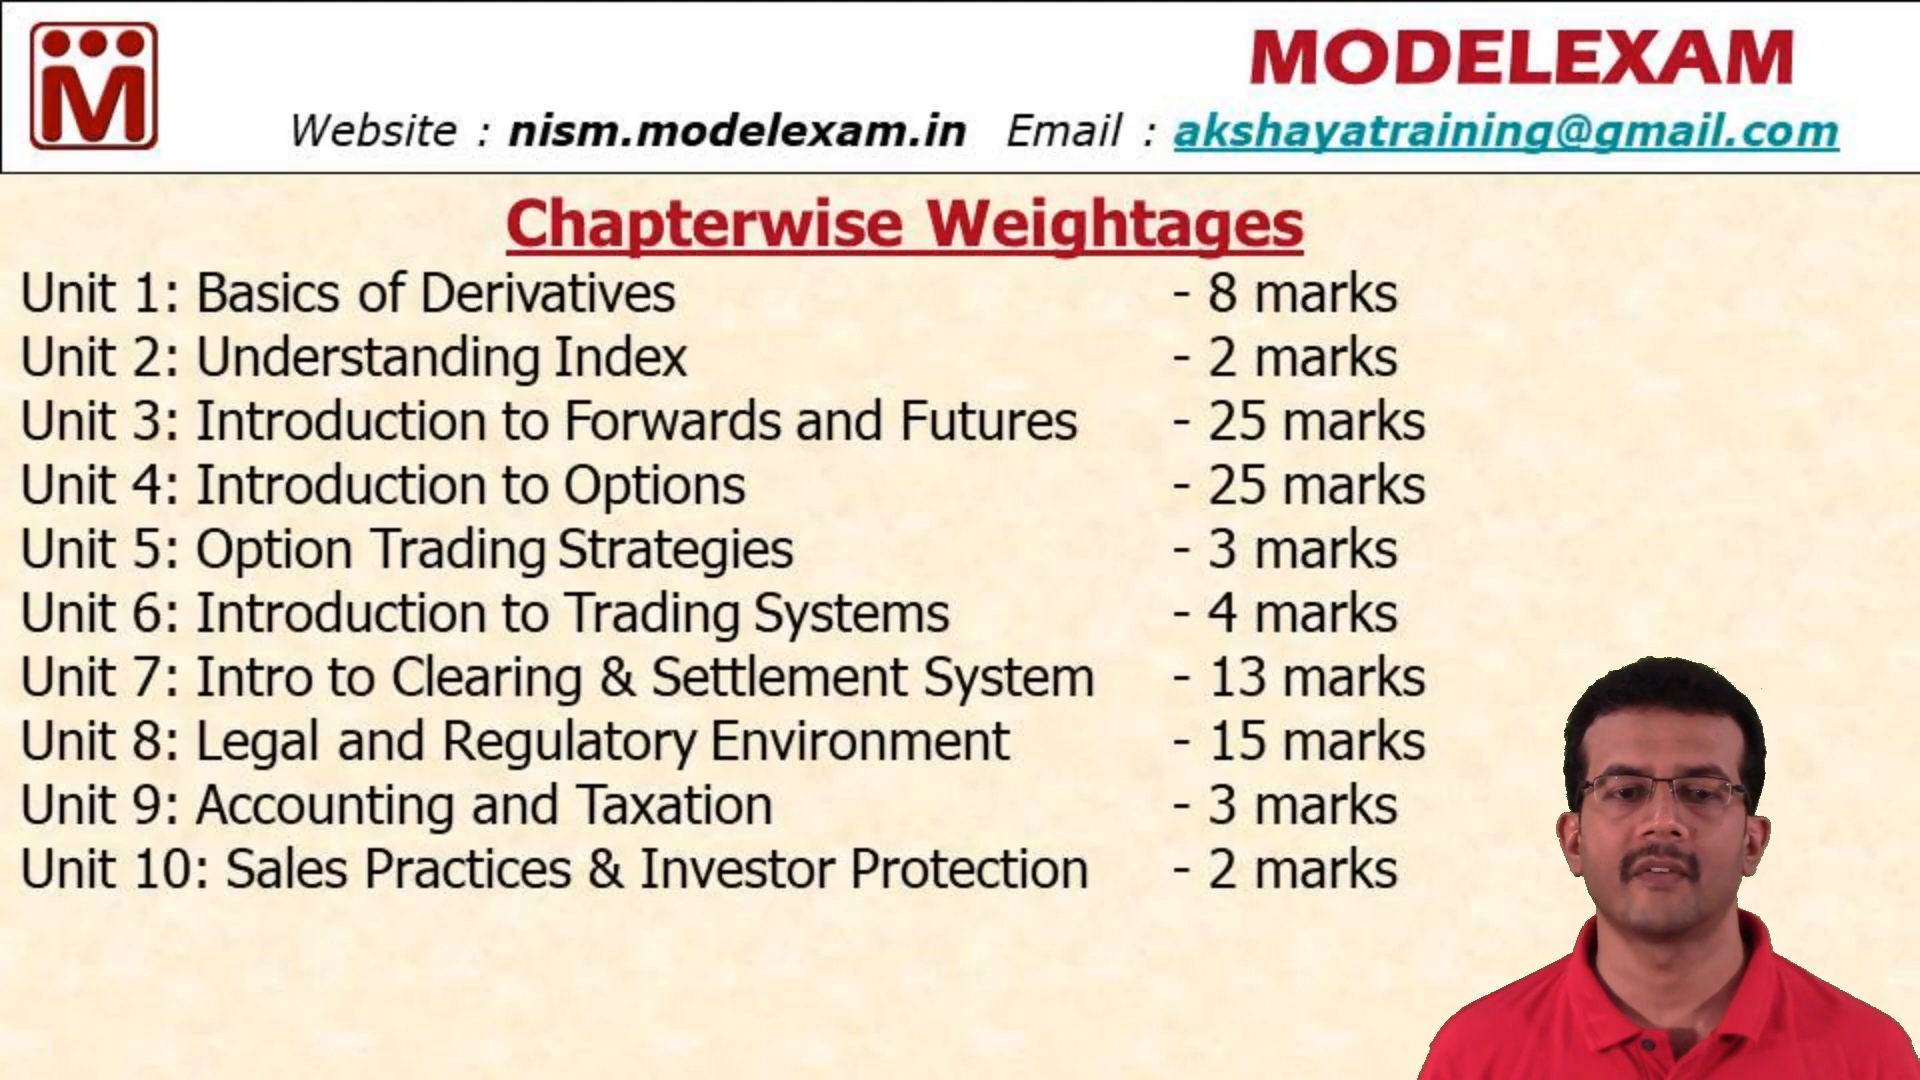 M
MODELEXAM
Website : nism.modelexam.in Email : akshayatraining@gmail.com
Chapterwise Weightages
Unit 1: Basics of Derivatives - 8 marks
Unit 2: Understanding Index - 2 marks
Unit 3: Introduction to Forwards and Futures - 25 marks
Unit 4: Introduction to Options - 25 marks
Unit 5: Option Trading Strategies - 3 marks
Unit 6: Introduction to Trading Systems - 4 marks
Unit 7: Intro to Clearing & Settlement System - 13 marks
Unit 8: Legal and Regulatory Environment - 15 marks
Unit 9: Accounting and Taxation - 3 marks
Unit 10: Sales Practices & Investor Protection - 2 marks